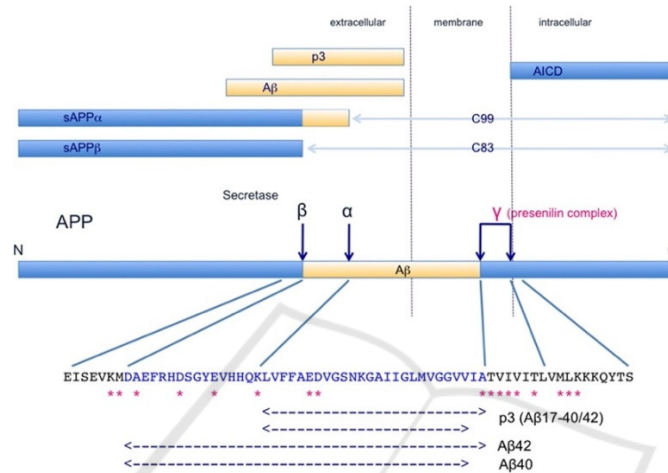 extracellular membrane intracellular
p3
AICD
Aβ
sAPPα C99
sAPPβ C83
Secretase
β α γ (presenilin complex)
APP
N
Aβ
EISEVKMDAEFRHDSGYEVHHQKLVFFAEDVGSNKGAIIGLMVGGVVIATVIVITLVMLKKKQYTS
** * * * * ** ***** * ***
p3 (Aβ17-40/42)
Aβ42
Aβ40